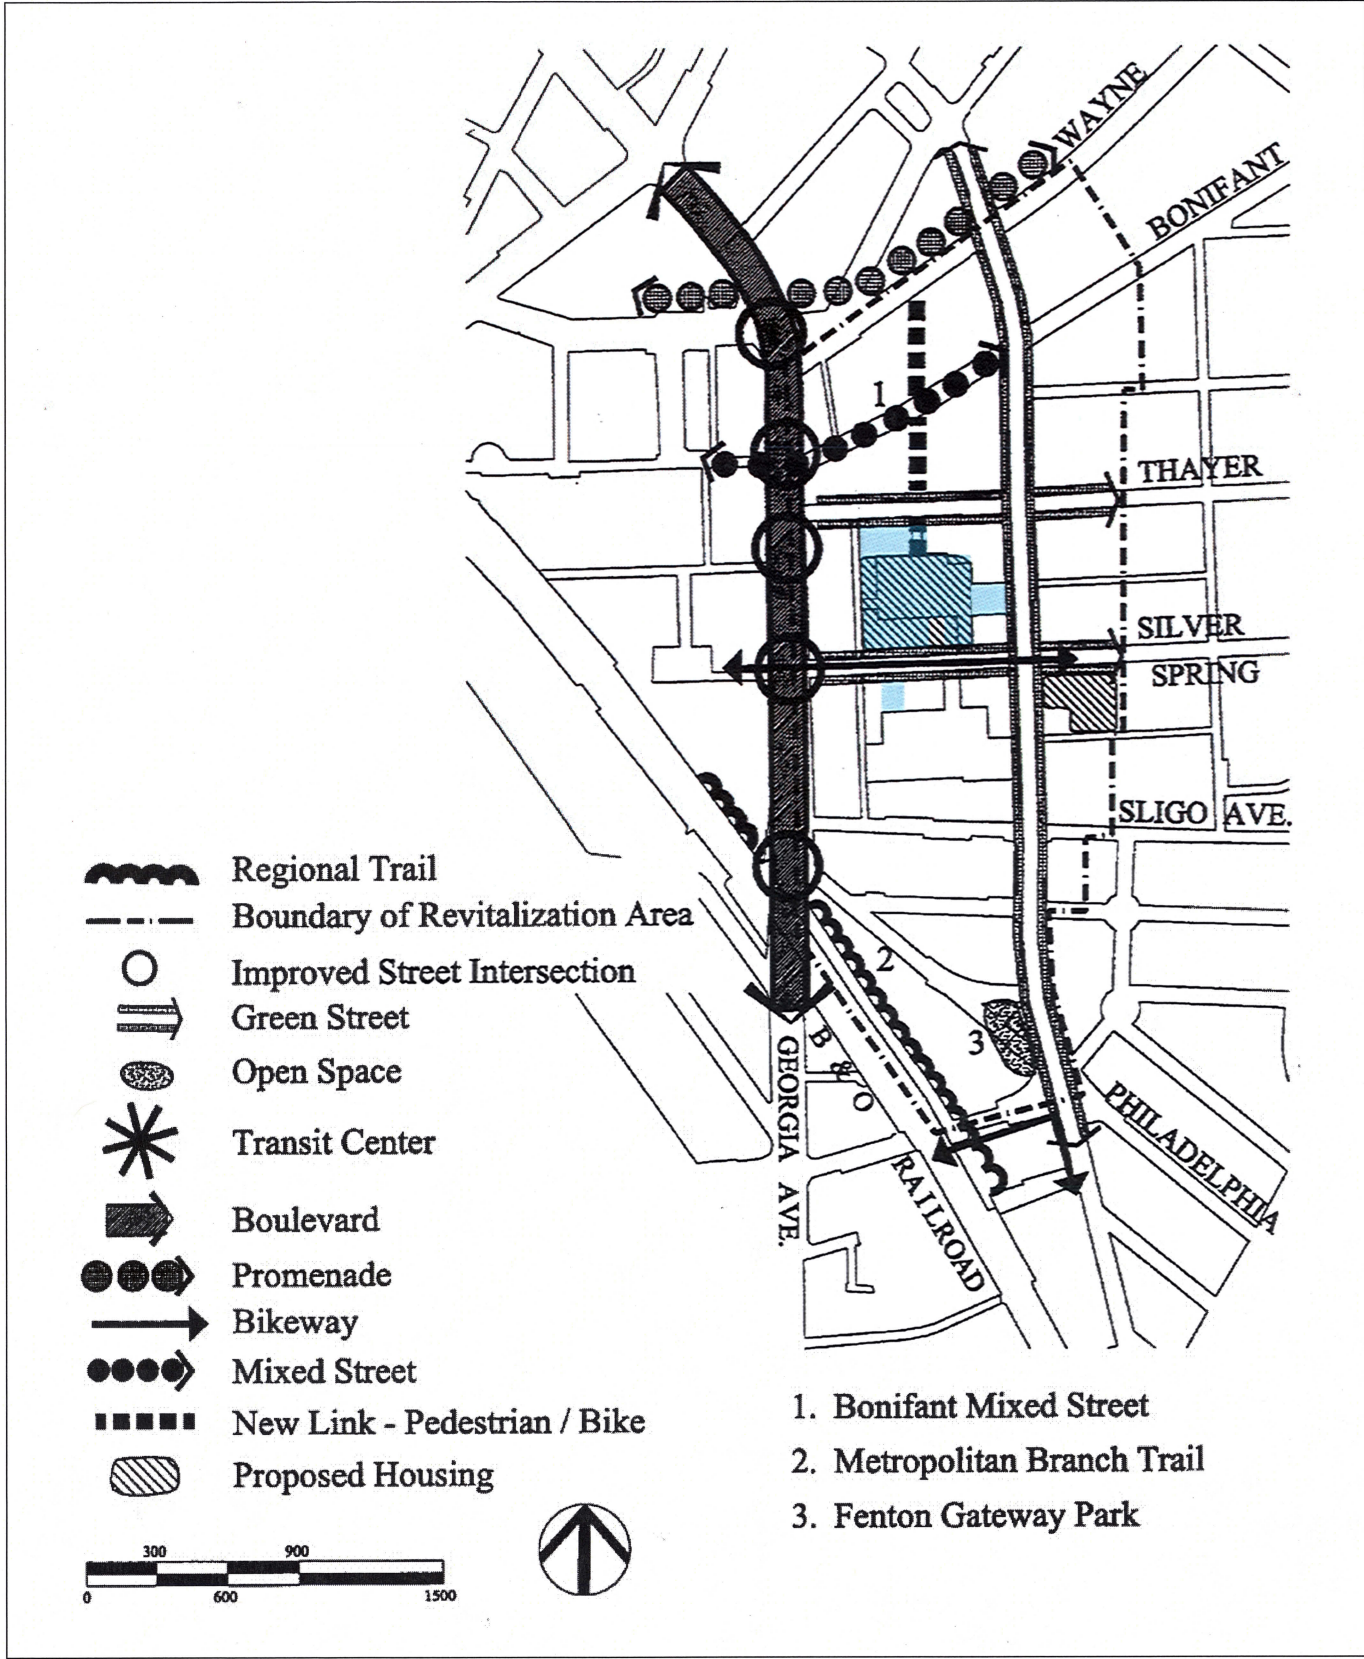 WAYNE
BONIFANT
1
THAYER
SILVER
SPRING
SLIGO AVE.
2
3
B & O
RAILROAD
GEORGIA AVE.
PHILADELPHIA
Regional Trail
Boundary of Revitalization Area
Improved Street Intersection
Green Street
Open Space
Transit Center
Boulevard
Promenade
Bikeway
Mixed Street
New Link - Pedestrian / Bike
Proposed Housing
300 900
0 600 1500
1. Bonifant Mixed Street
2. Metropolitan Branch Trail
3. Fenton Gateway Park